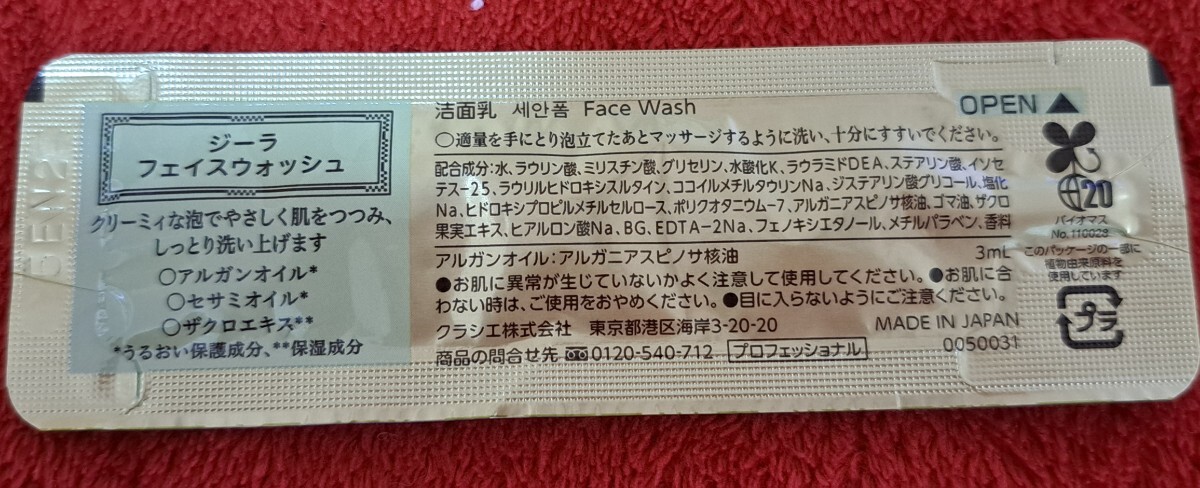 ジーラ
フェイスウォッシュ
クリーミィな泡でやさしく肌をつつみ、
しっとり洗い上げます
○アルガンオイル*
○セサミオイル*
○ザクロエキス**
*うるおい保護成分、**保湿成分
洁面乳 세안폼 Face Wash
OPEN▲
○適量を手にとり泡立てたあとマッサージするように洗い、十分にすすいでください。
配合成分:水、ラウリン酸、ミリスチン酸、グリセリン、水酸化K、ラウラミドDEA、ステアリン酸、イソセ
テス-25、ラウリルヒドロキシスルタイン、ココイルメチルタウリンNa、ジステアリン酸グリコール、塩化
Na、ヒドロキシプロピルメチルセルロース、ポリクオタニウム-7、アルガニアスピノサ核油、ゴマ油、ザクロ
果実エキス、ヒアルロン酸Na、BG、EDTA-2Na、フェノキシエタノール、メチルパラベン、香料
アルガンオイル:アルガニアスピノサ核油
3mL
●お肌に異常が生じていないかよく注意して使用してください。●お肌に合
わない時は、ご使用をおやめください。●目に入らないようにご注意ください。
クラシエ株式会社 東京都港区海岸3-20-20
MADE IN JAPAN
商品の問合せ先 0120-540-712 プロフェッショナル
0050031
20
バイオマス
No.110029
このパッケージの一部に
植物由来原料を
使用しています
プラ